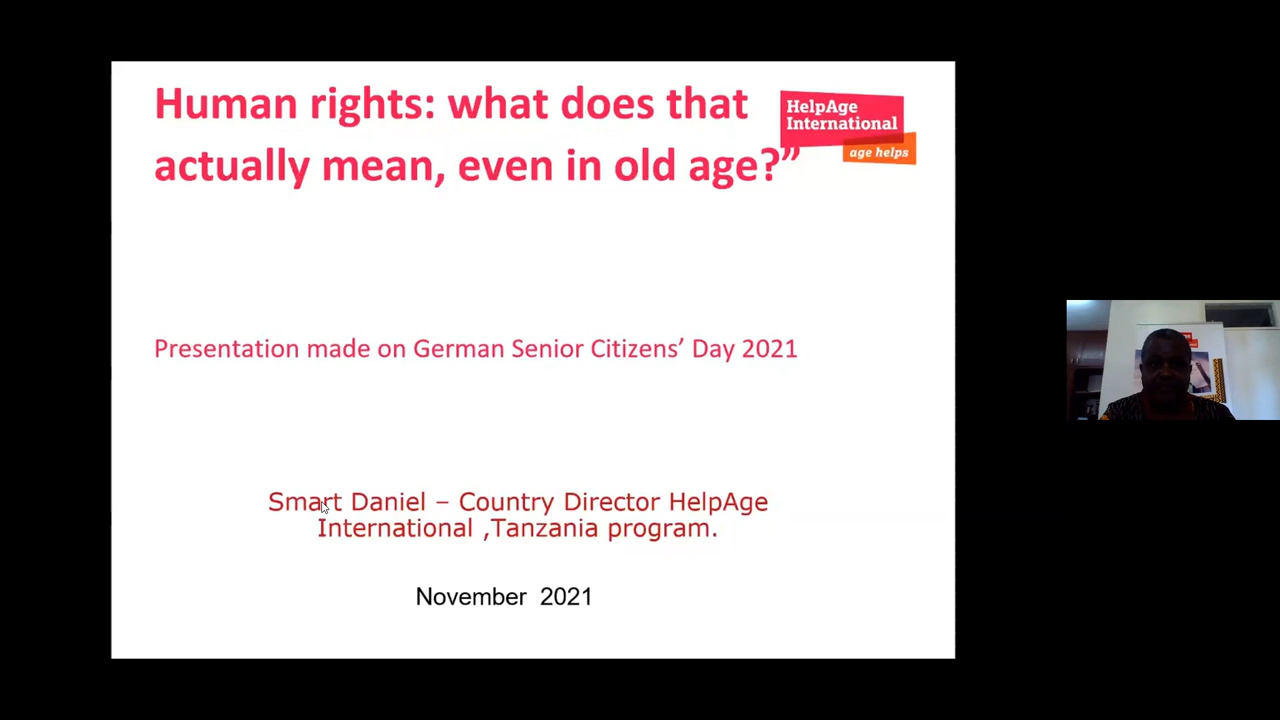 Human rights: what does that
actually mean, even in old age?”
HelpAge
International
age helps
Presentation made on German Senior Citizens’ Day 2021
Smart Daniel – Country Director HelpAge
International ,Tanzania program.
November 2021